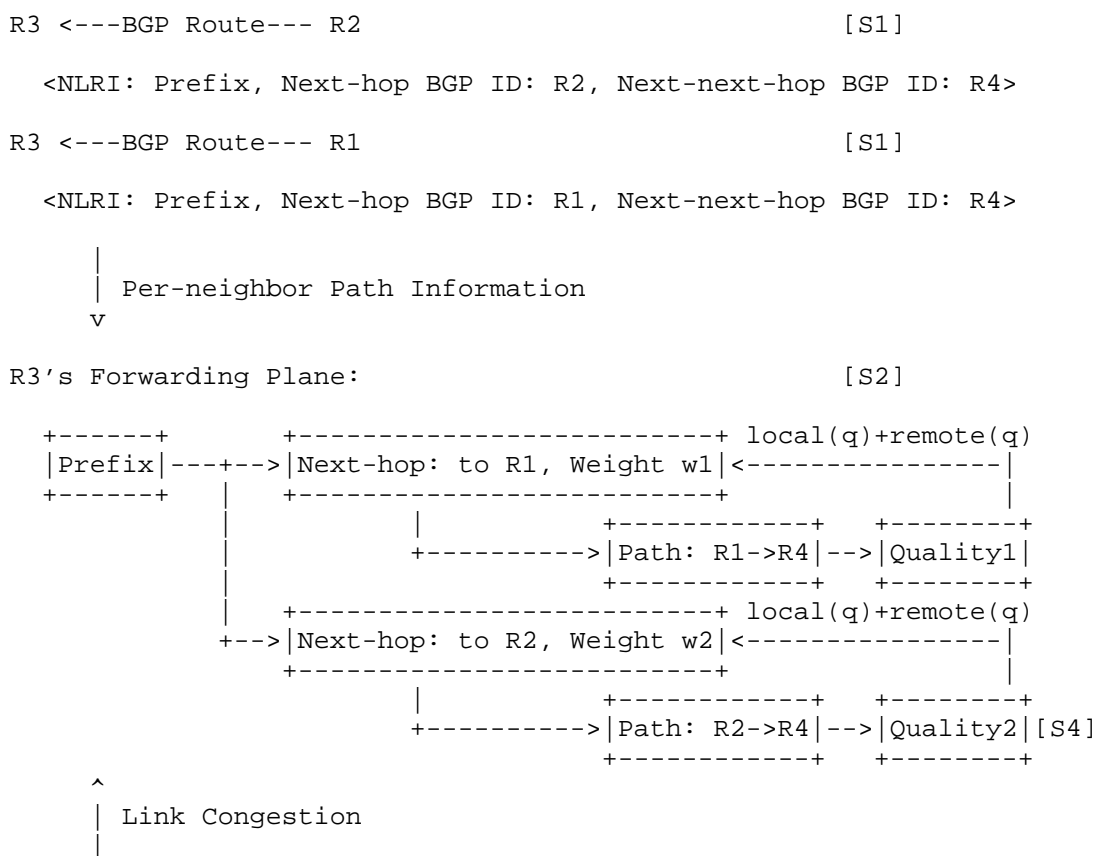 R3 <---BGP Route--- R2                              [S1]

  <NLRI: Prefix, Next-hop BGP ID: R2, Next-next-hop BGP ID: R4>

R3 <---BGP Route--- R1                              [S1]

  <NLRI: Prefix, Next-hop BGP ID: R1, Next-next-hop BGP ID: R4>

     |
     | Per-neighbor Path Information
     v

R3's Forwarding Plane:                              [S2]

  +------+       +---------------------------+ local(q)+remote(q)
  |Prefix|---+-->|Next-hop: to R1, Weight w1|<----------------|
  +------+   |   +---------------------------+                 |
             |           |           +------------+   +--------+
             |           +---------->|Path: R1->R4|-->|Quality1|
             |                       +------------+   +--------+
             |   +---------------------------+ local(q)+remote(q)
             +-->|Next-hop: to R2, Weight w2|<----------------|
                 +---------------------------+                 |
                         |           +------------+   +--------+
                         +---------->|Path: R2->R4|-->|Quality2|[S4]
                                     +------------+   +--------+
     ^
     | Link Congestion
     |